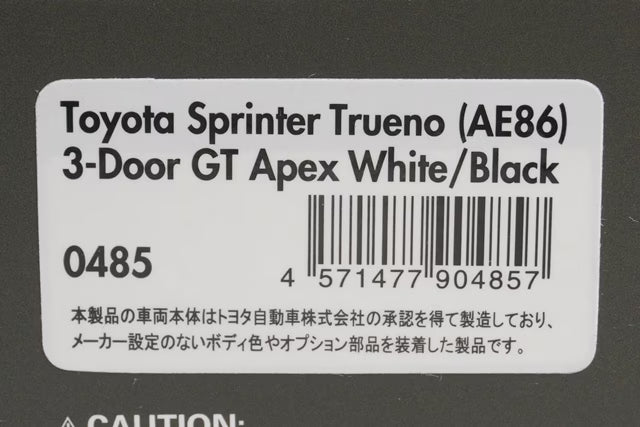 Toyota Sprinter Trueno (AE86)
3-Door GT Apex White/Black
0485
4 571477 904857
本製品の車両本体はトヨタ自動車株式会社の承認を得て製造しており、
メーカー設定のないボディ色やオプション部品を装着した製品です。
⚠ CAUTION: